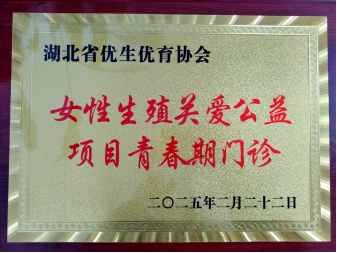 湖北省优生优育协会
女性生殖关爱公益
项目青春期门诊
二〇二五年二月二十二日